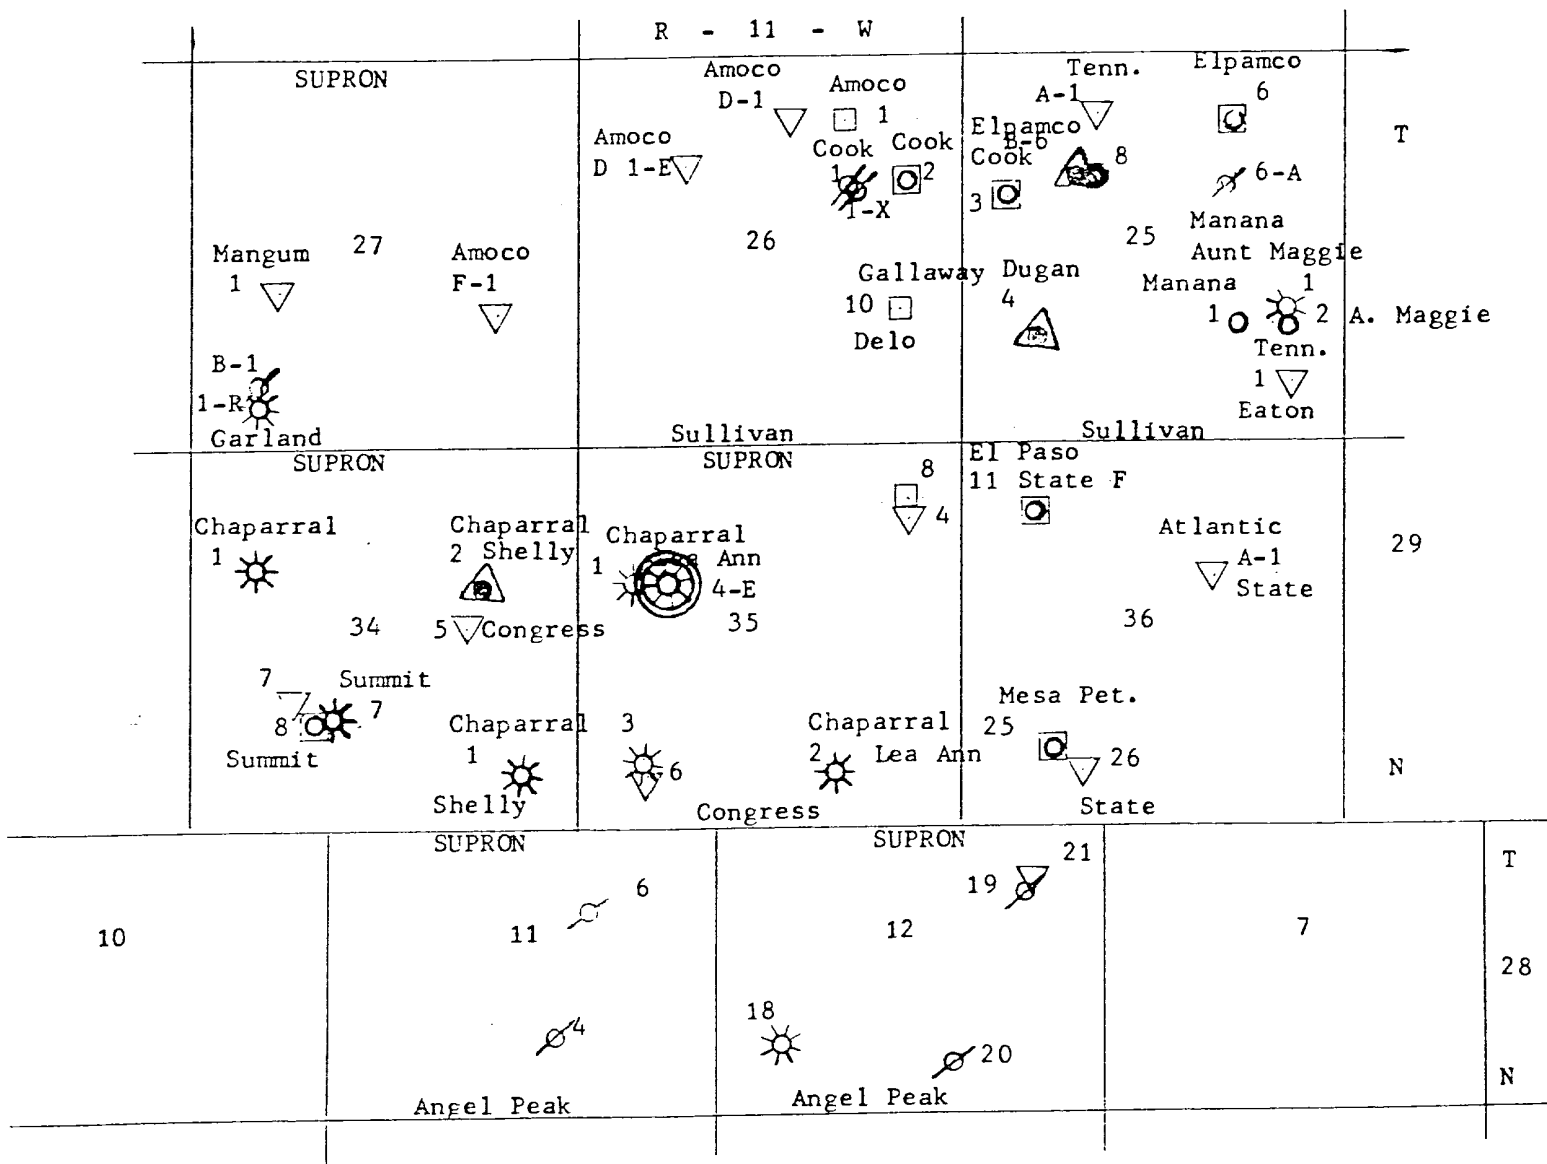 R - 11 - W
SUPRON
Amoco
D-1
Amoco
1
Tenn.
A-1
Elpamco
6
T
Amoco
D 1-E
Cook
1
1-X
Cook
2
Elpamco
B-6
Cook
3
8
6-A
27
26
25
Manana
Aunt Maggie
1
Mangum
1
Amoco
F-1
Gallaway
10
Delo
Dugan
4
Manana
1
2 A. Maggie
Tenn.
1
Eaton
B-1
1-R
Garland
Sullivan
Sullivan
SUPRON
SUPRON
8
4
El Paso
11 State F
Chaparral
1
Chaparral
2 Shelly
Chaparral
1
Ann
4-E
Atlantic
A-1
State
29
34
5
Congress
35
36
7
Summit
7
8
Summit
Chaparral
1
Shelly
3
6
Chaparral
2 Lea Ann
Congress
Mesa Pet.
25
26
State
N
SUPRON
SUPRON
21
19
T
6
10
11
12
7
28
4
18
20
N
Angel Peak
Angel Peak